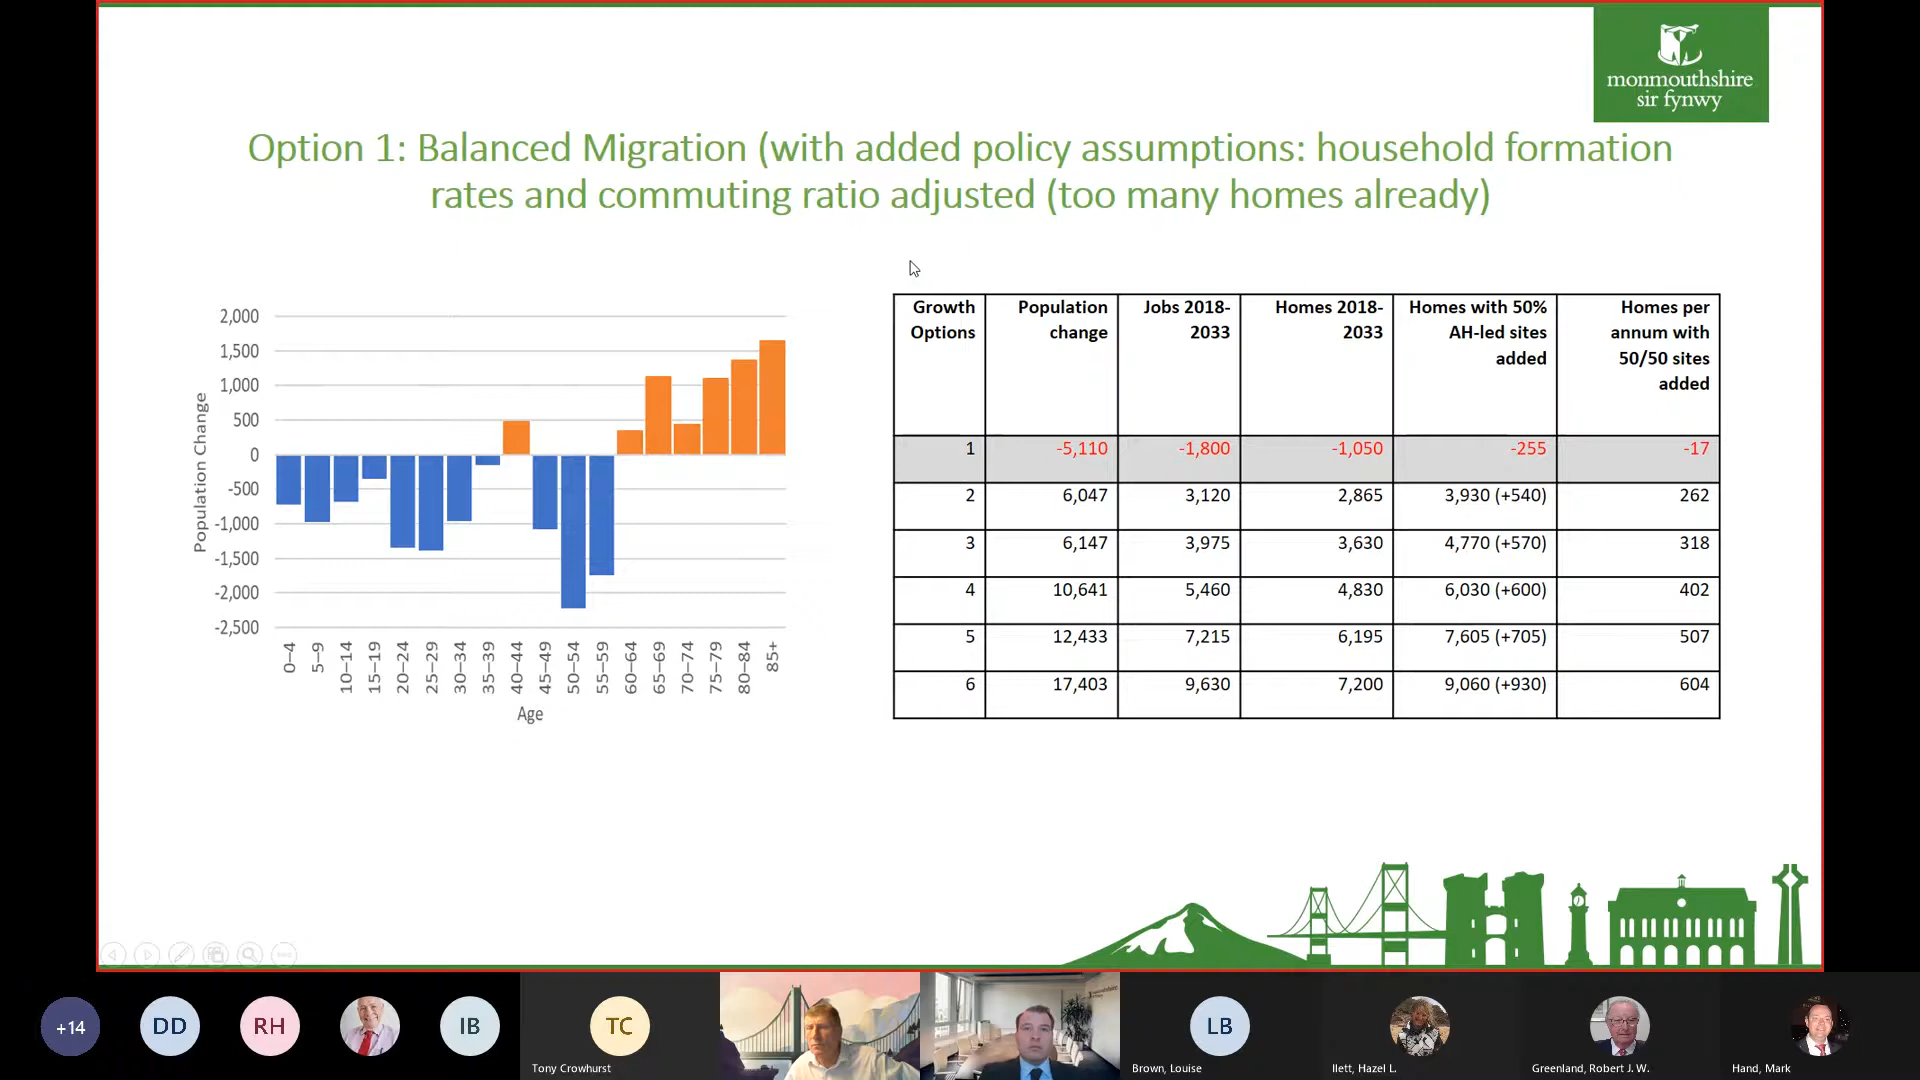 monmouthshire
sir fynwy
Option 1: Balanced Migration (with added policy assumptions: household formation
rates and commuting ratio adjusted (too many homes already)
Population Change
2,000
1,500
1,000
500
0
-500
-1,000
-1,500
-2,000
-2,500
0–4
5–9
10–14
15–19
20–24
25–29
30–34
35–39
40–44
45–49
50–54
55–59
60–64
65–69
70–74
75–79
80–84
85+
Age
Growth Options Population change Jobs 2018-2033 Homes 2018-2033 Homes with 50% AH-led sites added Homes per annum with 50/50 sites added
1 -5,110 -1,800 -1,050 -255 -17
2 6,047 3,120 2,865 3,930 (+540) 262
3 6,147 3,975 3,630 4,770 (+570) 318
4 10,641 5,460 4,830 6,030 (+600) 402
5 12,433 7,215 6,195 7,605 (+705) 507
6 17,403 9,630 7,200 9,060 (+930) 604
+14
DD
RH
IB
TC
Tony Crowhurst
monmouthshire
LB
Brown, Louise
Ilett, Hazel L.
Greenland, Robert J. W.
Hand, Mark